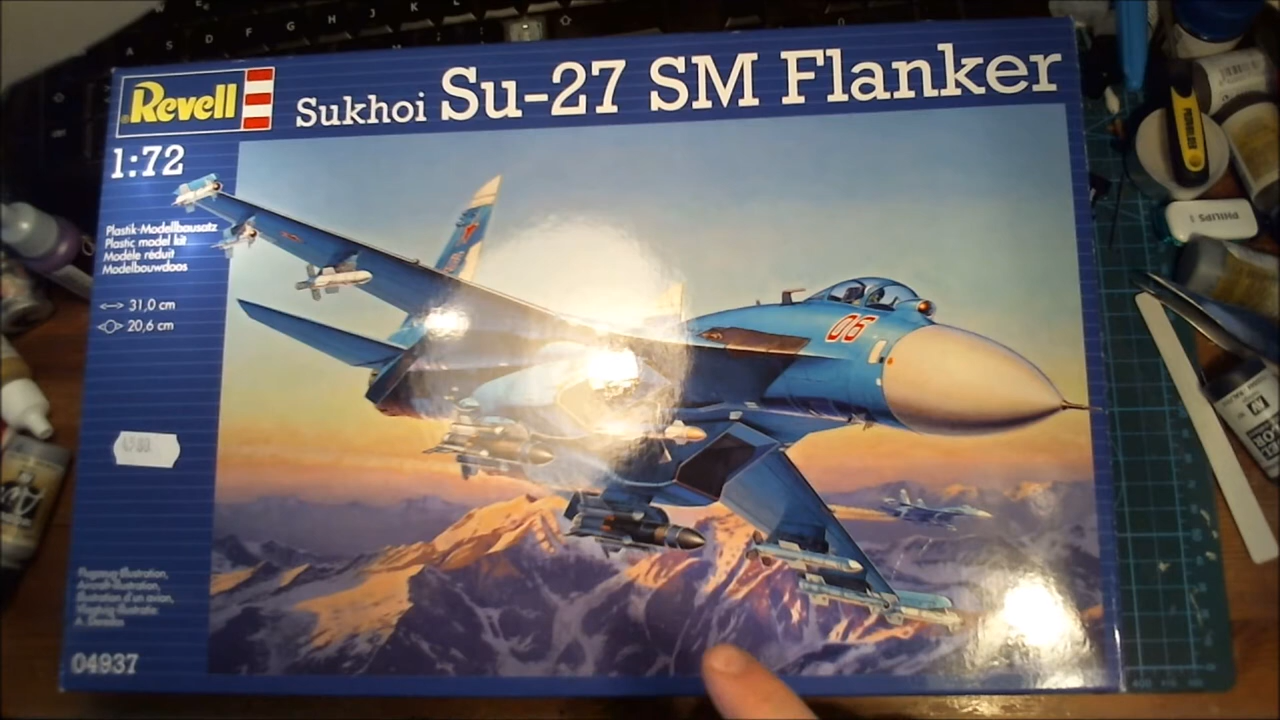 Revell
Sukhoi Su-27 SM Flanker
1:72
Plastik-Modellbausatz
Plastic model kit
Modèle réduit
Modelbouwdoos
31,0 cm
20,6 cm
06
04937
PHILIPS